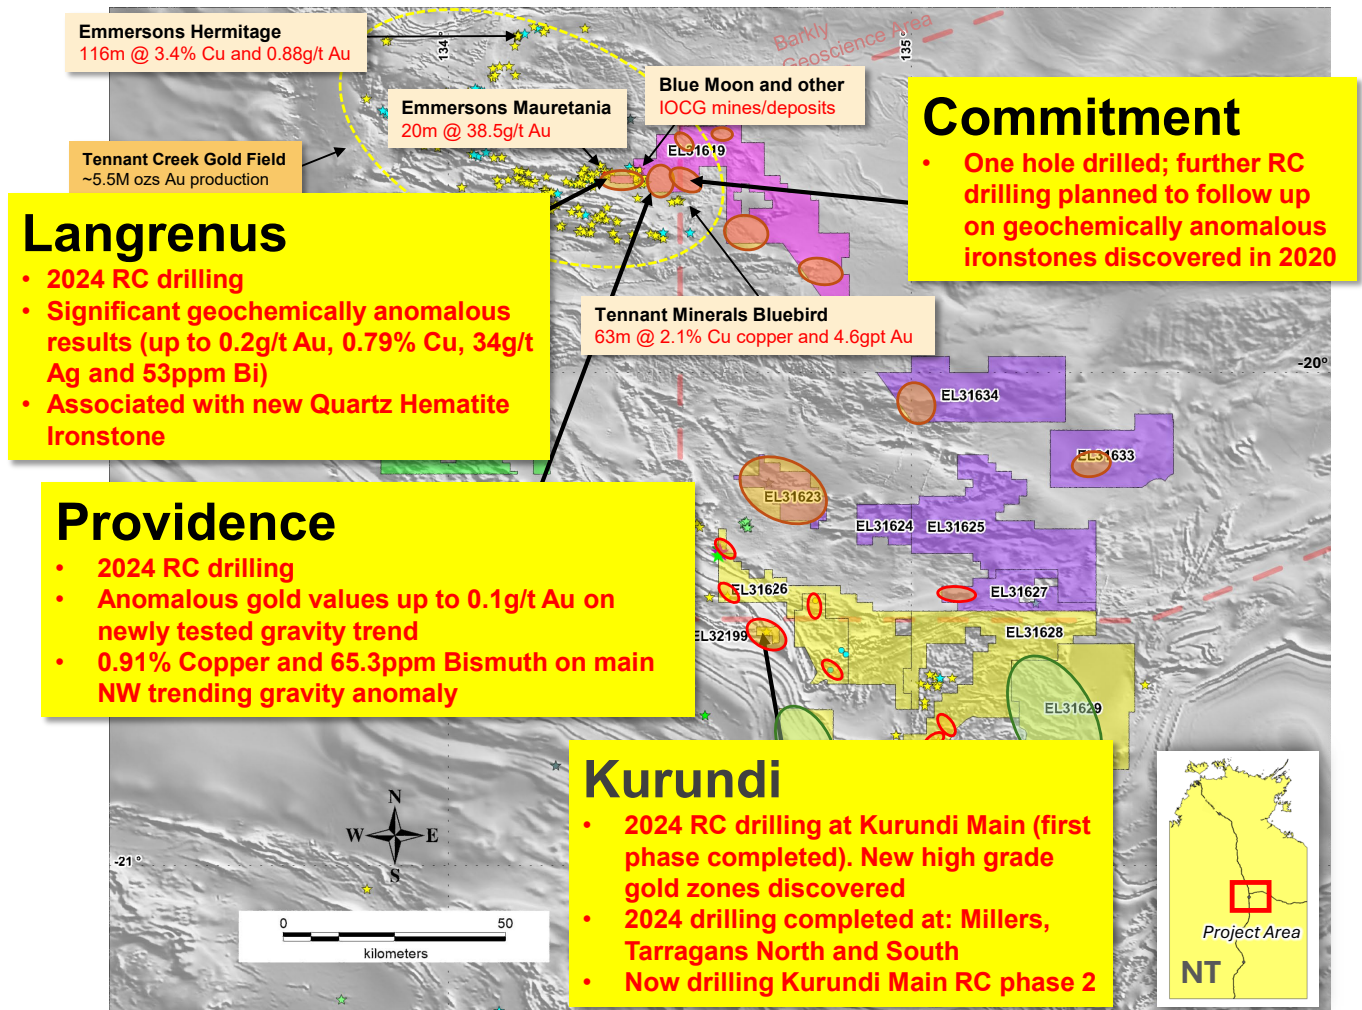 Emmersons Hermitage
116m @ 3.4% Cu and 0.88g/t Au
134°
Barkly
Geoscience Area
135°
Emmersons Mauretania
20m @ 38.5g/t Au
Blue Moon and other
IOCG mines/deposits
Tennant Creek Gold Field
~5.5M ozs Au production
EL31619
Commitment
• One hole drilled; further RC
drilling planned to follow up
on geochemically anomalous
ironstones discovered in 2020
Langrenus
• 2024 RC drilling
• Significant geochemically anomalous
results (up to 0.2g/t Au, 0.79% Cu, 34g/t
Ag and 53ppm Bi)
• Associated with new Quartz Hematite
Ironstone
Tennant Minerals Bluebird
63m @ 2.1% Cu copper and 4.6gpt Au
-20°
EL31634
EL31633
EL31623
EL31624
EL31625
EL31626
EL31627
EL32199
EL31628
EL31629
Providence
• 2024 RC drilling
• Anomalous gold values up to 0.1g/t Au on
newly tested gravity trend
• 0.91% Copper and 65.3ppm Bismuth on main
NW trending gravity anomaly
Kurundi
• 2024 RC drilling at Kurundi Main (first
phase completed). New high grade
gold zones discovered
• 2024 drilling completed at: Millers,
Tarragans North and South
• Now drilling Kurundi Main RC phase 2
-21°
N
W E
S
0 50
kilometers
Project Area
NT